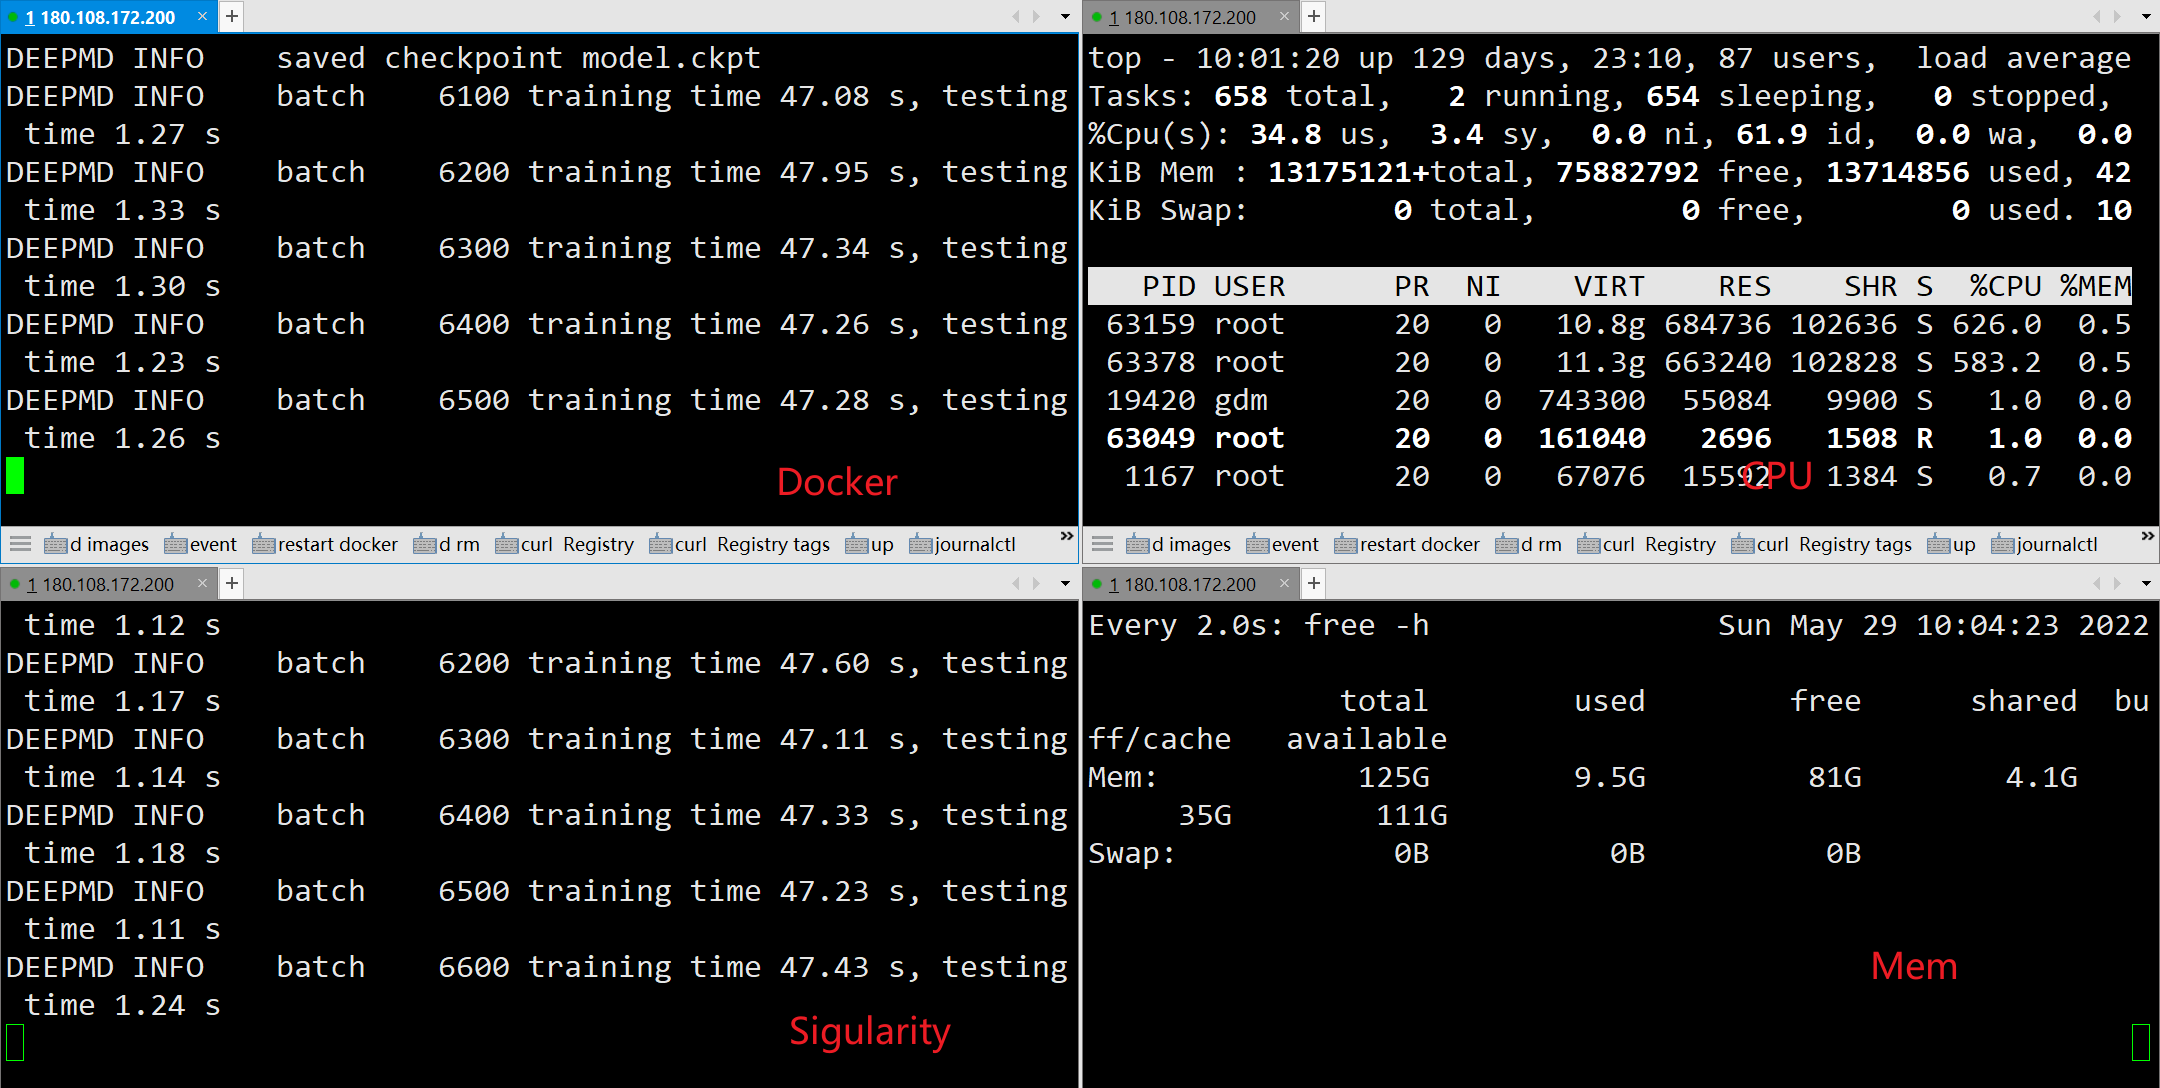 1 180.108.172.200
DEEPMD INFO saved checkpoint model.ckpt
DEEPMD INFO batch 6100 training time 47.08 s, testing
time 1.27 s
DEEPMD INFO batch 6200 training time 47.95 s, testing
time 1.33 s
DEEPMD INFO batch 6300 training time 47.34 s, testing
time 1.30 s
DEEPMD INFO batch 6400 training time 47.26 s, testing
time 1.23 s
DEEPMD INFO batch 6500 training time 47.28 s, testing
time 1.26 s
Docker
d images event restart docker d rm curl Registry curl Registry tags up journalctl
1 180.108.172.200
top - 10:01:20 up 129 days, 23:10, 87 users, load average
Tasks: 658 total, 2 running, 654 sleeping, 0 stopped,
%Cpu(s): 34.8 us, 3.4 sy, 0.0 ni, 61.9 id, 0.0 wa, 0.0
KiB Mem : 13175121+total, 75882792 free, 13714856 used, 42
KiB Swap: 0 total, 0 free, 0 used. 10
PID USER PR NI VIRT RES SHR S %CPU %MEM
63159 root 20 0 10.8g 684736 102636 S 626.0 0.5
63378 root 20 0 11.3g 663240 102828 S 583.2 0.5
19420 gdm 20 0 743300 55084 9900 S 1.0 0.0
63049 root 20 0 161040 2696 1508 R 1.0 0.0
1167 root 20 0 67076 15592 1384 S 0.7 0.0
CPU
d images event restart docker d rm curl Registry curl Registry tags up journalctl
1 180.108.172.200
time 1.12 s
DEEPMD INFO batch 6200 training time 47.60 s, testing
time 1.17 s
DEEPMD INFO batch 6300 training time 47.11 s, testing
time 1.14 s
DEEPMD INFO batch 6400 training time 47.33 s, testing
time 1.18 s
DEEPMD INFO batch 6500 training time 47.23 s, testing
time 1.11 s
DEEPMD INFO batch 6600 training time 47.43 s, testing
time 1.24 s
Sigularity
1 180.108.172.200
Every 2.0s: free -h Sun May 29 10:04:23 2022
total used free shared bu
ff/cache available
Mem: 125G 9.5G 81G 4.1G
35G 111G
Swap: 0B 0B 0B
Mem